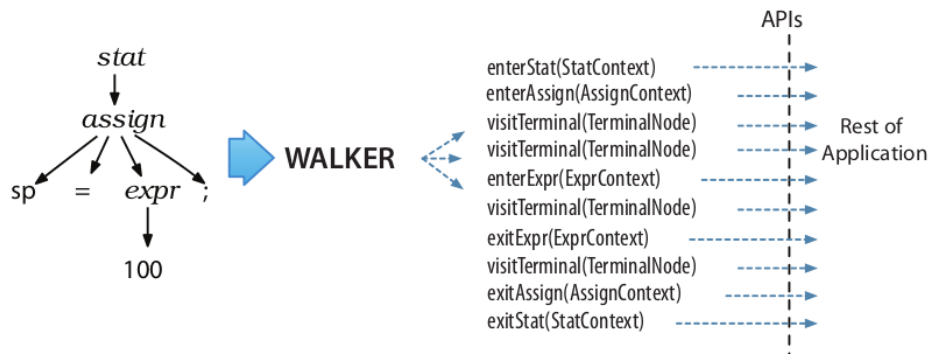 APIs
stat
assign
sp = expr ;
100
WALKER
enterStat(StatContext)
enterAssign(AssignContext)
visitTerminal(TerminalNode)
visitTerminal(TerminalNode)
enterExpr(ExprContext)
visitTerminal(TerminalNode)
exitExpr(ExprContext)
visitTerminal(TerminalNode)
exitAssign(AssignContext)
exitStat(StatContext)
Rest of
Application